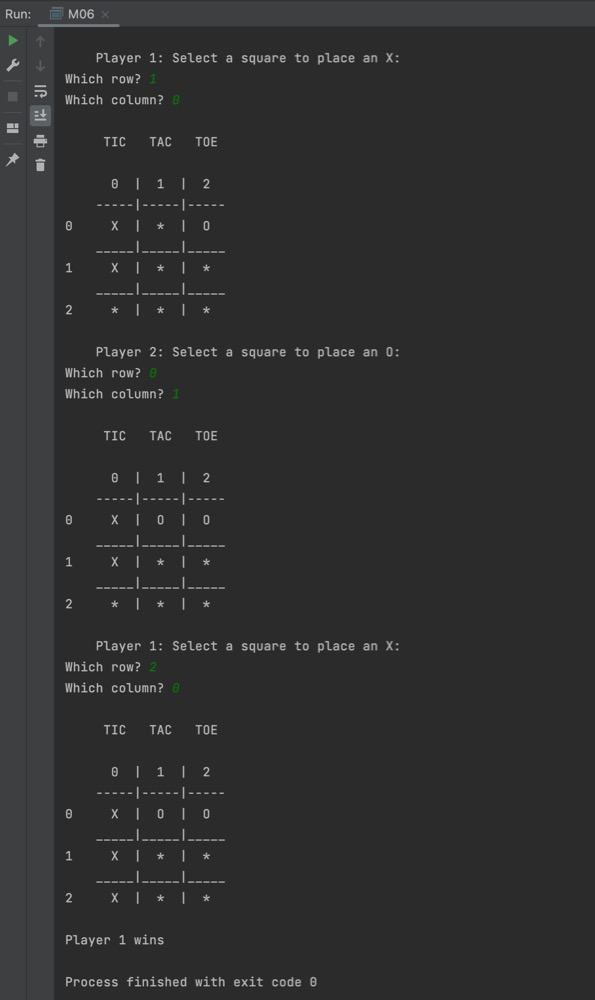 Run: M06 ×
Player 1: Select a square to place an X:
Which row? 1
Which column? 0
TIC   TAC   TOE
0  |  1  |  2
-----|-----|-----
0     X  |  *  |  O
_____|_____|_____
1     X  |  *  |  *
_____|_____|_____
2     *  |  *  |  *
Player 2: Select a square to place an O:
Which row? 0
Which column? 1
TIC   TAC   TOE
0  |  1  |  2
-----|-----|-----
0     X  |  O  |  O
_____|_____|_____
1     X  |  *  |  *
_____|_____|_____
2     *  |  *  |  *
Player 1: Select a square to place an X:
Which row? 2
Which column? 0
TIC   TAC   TOE
0  |  1  |  2
-----|-----|-----
0     X  |  O  |  O
_____|_____|_____
1     X  |  *  |  *
_____|_____|_____
2     X  |  *  |  *
Player 1 wins
Process finished with exit code 0